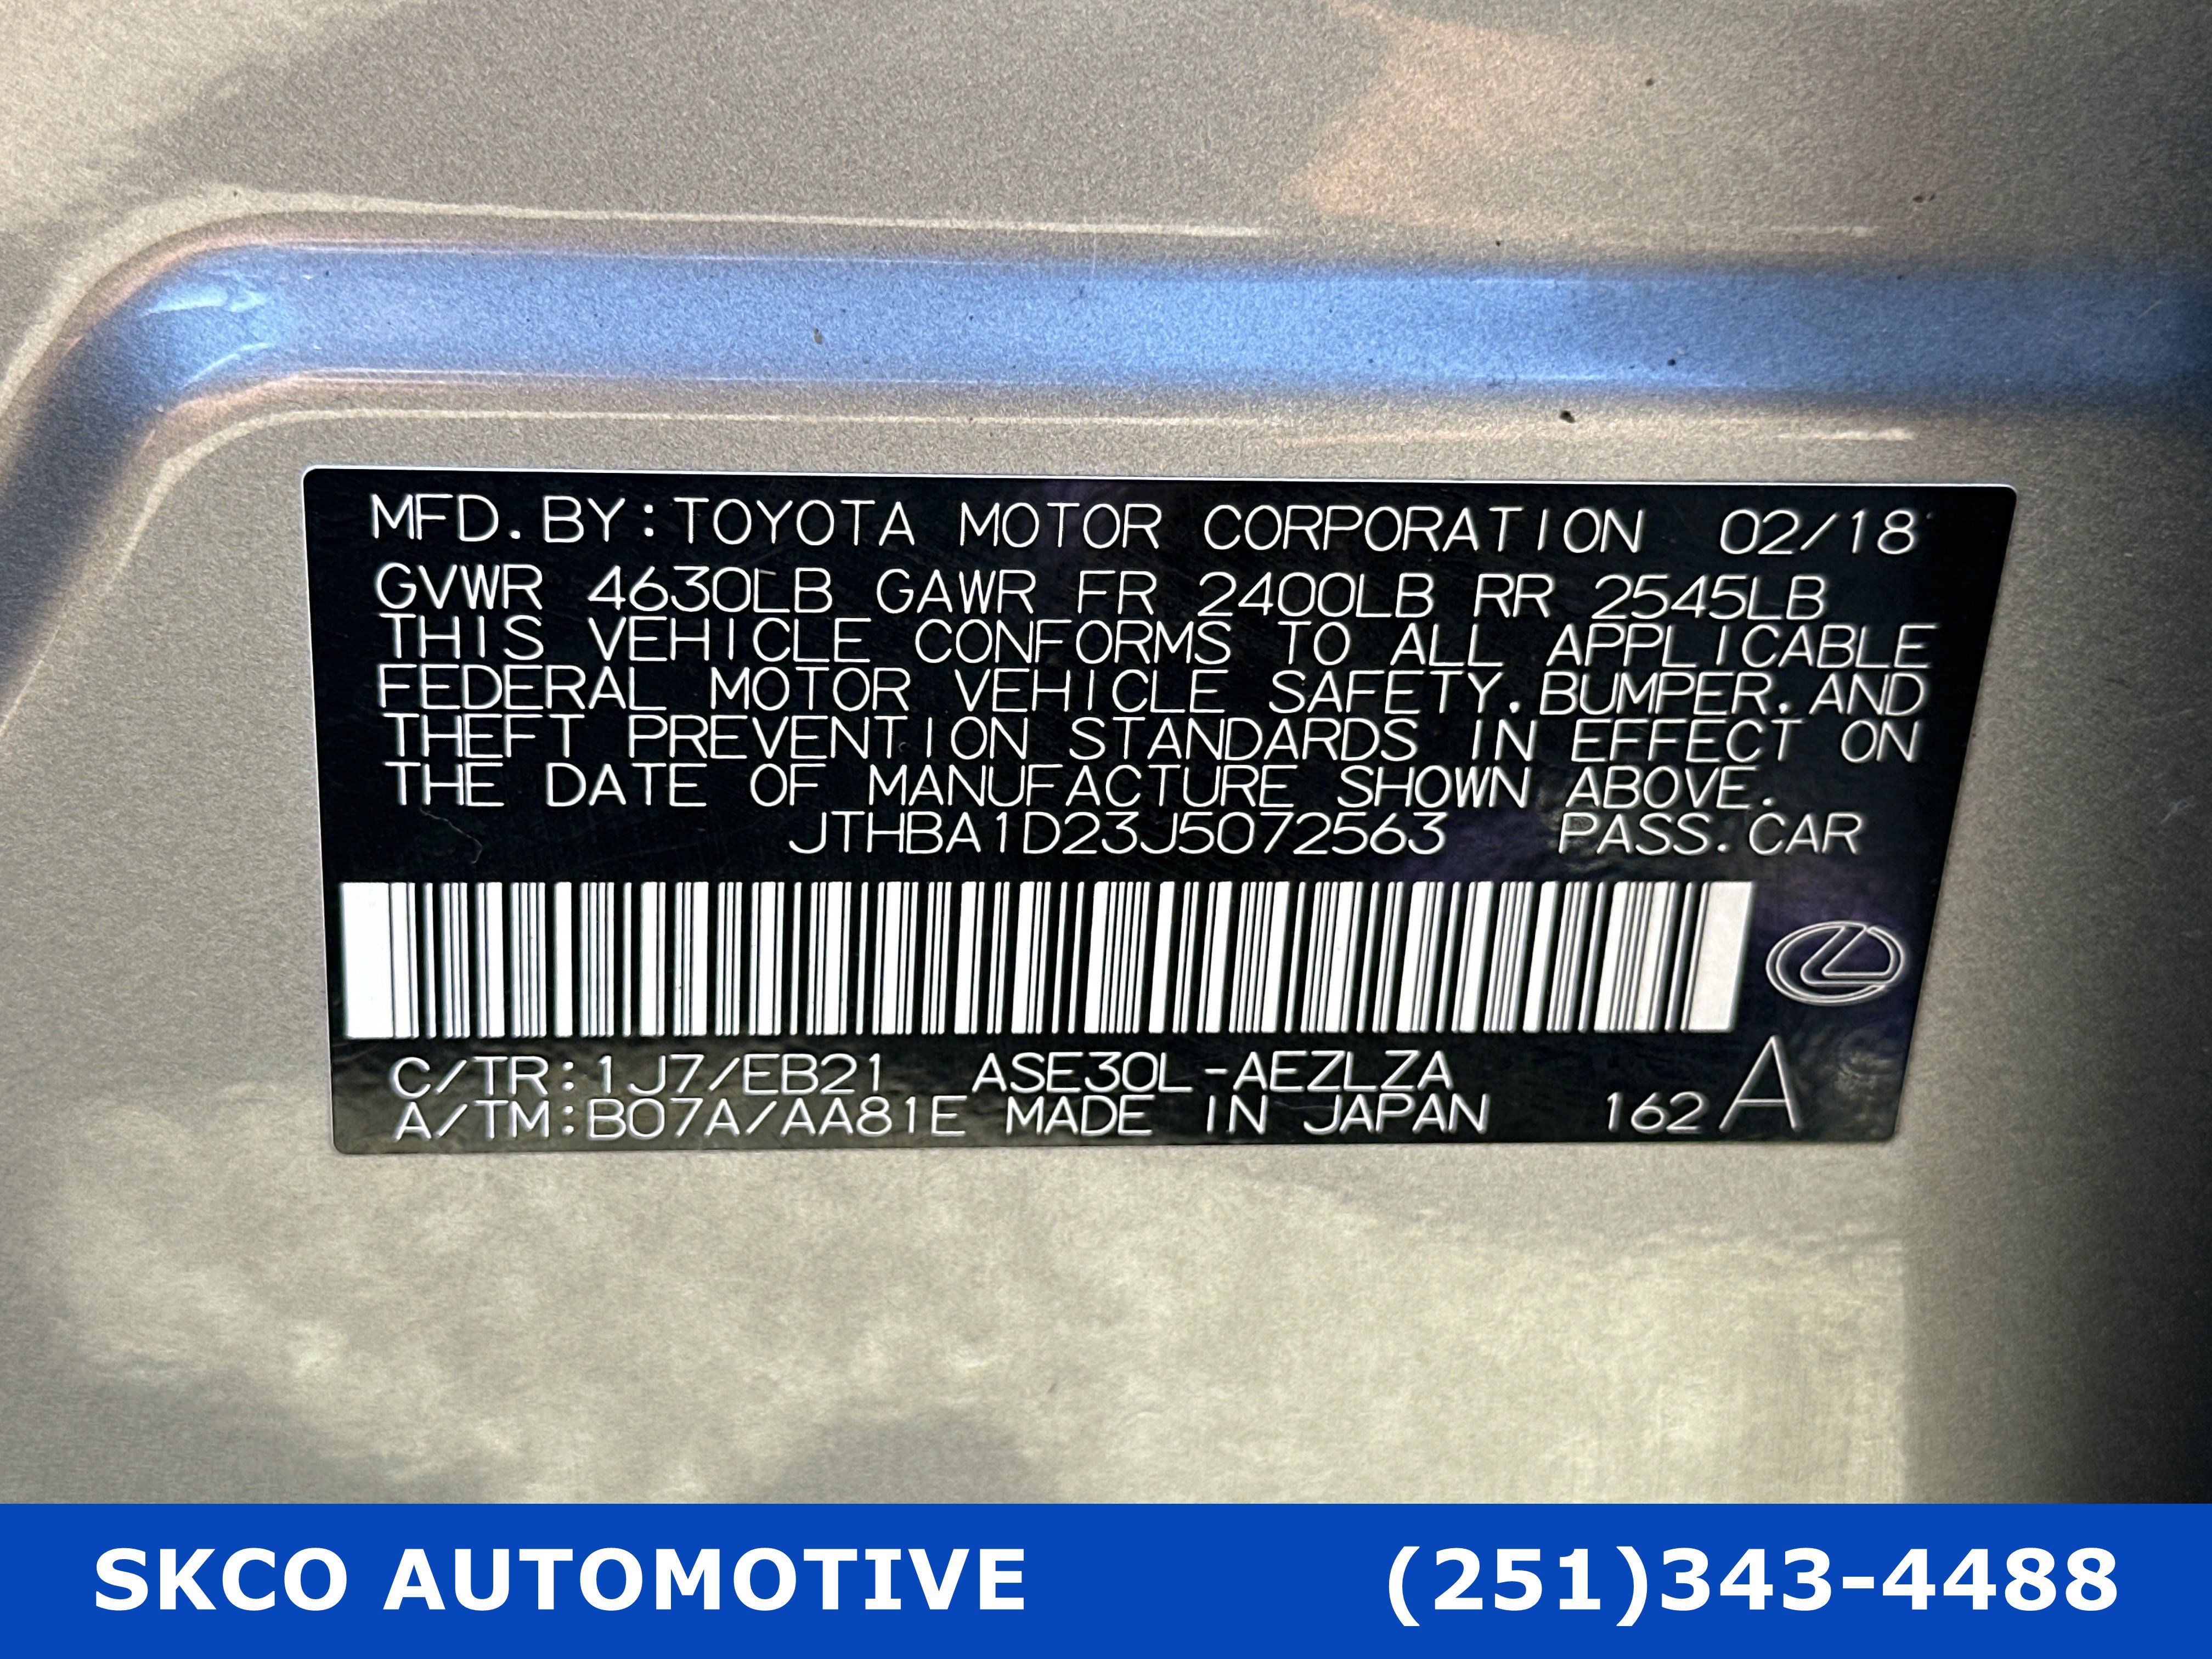 MFD. BY: TOYOTA MOTOR CORPORATION 02/18
GVWR 4630LB GAWR FR 2400LB RR 2545LB
THIS VEHICLE CONFORMS TO ALL APPLICABLE
FEDERAL MOTOR VEHICLE SAFETY. BUMPER. AND
THEFT PREVENTION STANDARDS IN EFFECT ON
THE DATE OF MANUFACTURE SHOWN ABOVE.
JTHBA1D23J5072563 PASS. CAR
C/TR: 1J7/EB21 ASE30L-AEZLZA
A/TM: B07A/AA81E MADE IN JAPAN 162 A
SKCO AUTOMOTIVE (251)343-4488